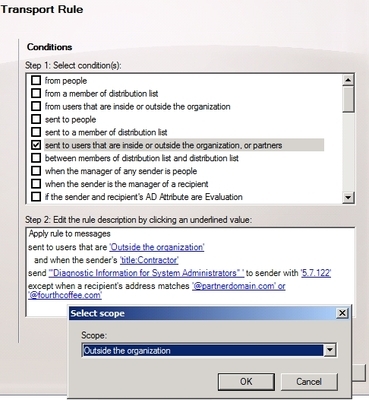 Transport Rule
Conditions
Step 1: Select condition(s):
from people
from a member of distribution list
from users that are inside or outside the organization
sent to people
sent to a member of distribution list
sent to users that are inside or outside the organization, or partners
between members of distribution list and distribution list
when the manager of any sender is people
when the sender is the manager of a recipient
if the sender and recipient's AD Attribute are Evaluation
Step 2: Edit the rule description by clicking an underlined value:
Apply rule to messages
sent to users that are 'Outside the organization'
and when the sender's 'title:Contractor'
send '"Diagnostic Information for System Administrators" ' to sender with '5.7.122'
except when a recipient's address matches '@partnerdomain.com' or
'@fourthcoffee.com'
Select scope
Scope:
Outside the organization
OK Cancel